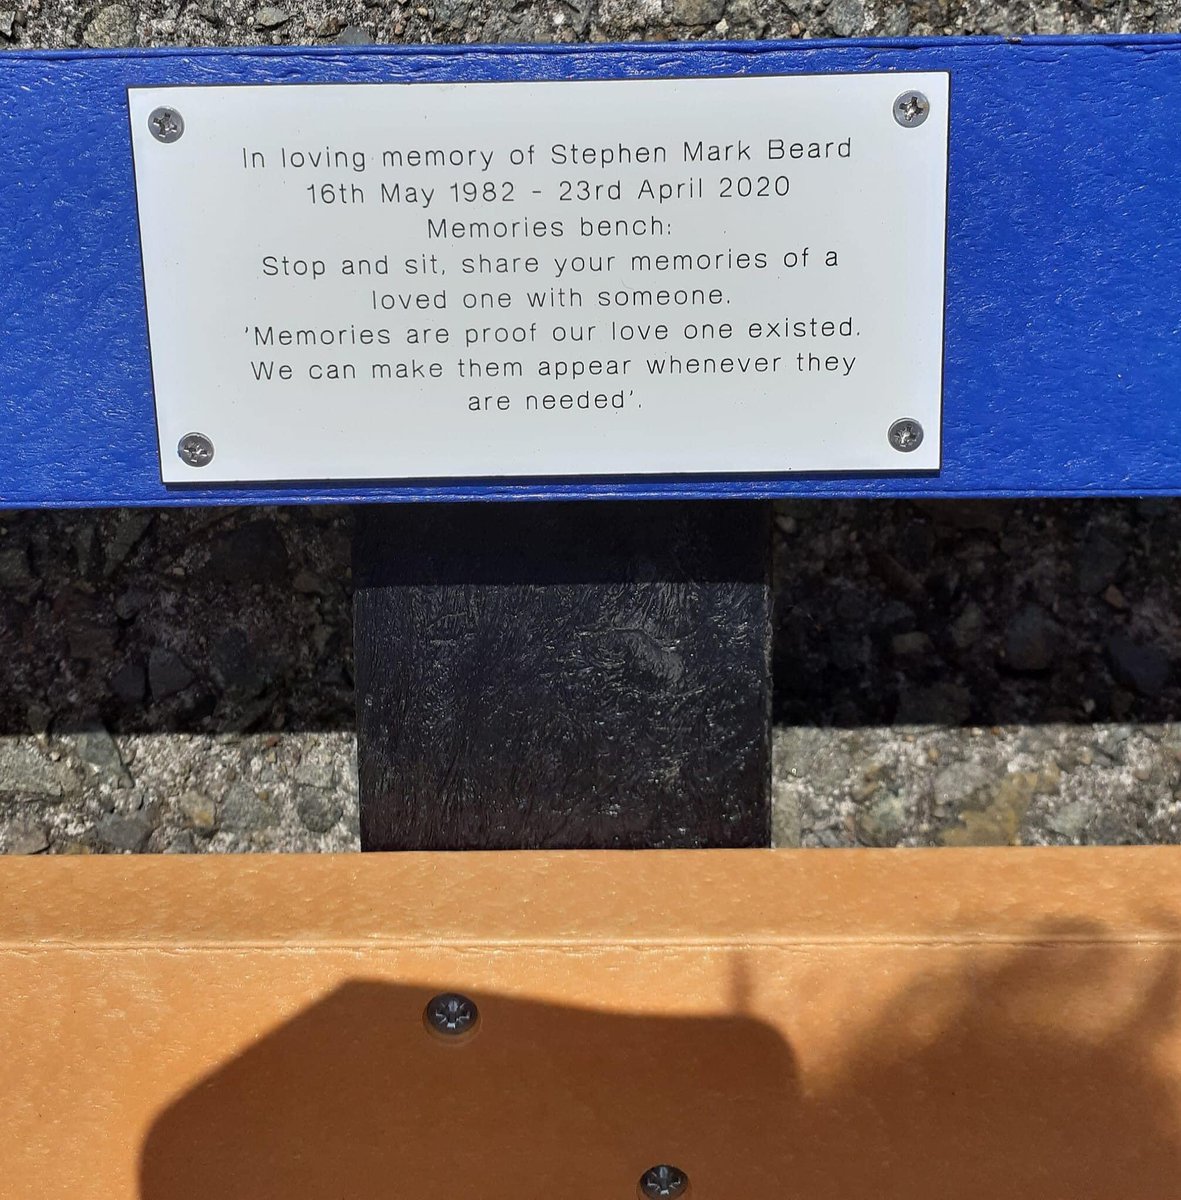 In loving memory of Stephen Mark Beard
16th May 1982 - 23rd April 2020
Memories bench:
Stop and sit, share your memories of a
loved one with someone.
'Memories are proof our love one existed.
We can make them appear whenever they
are needed'.